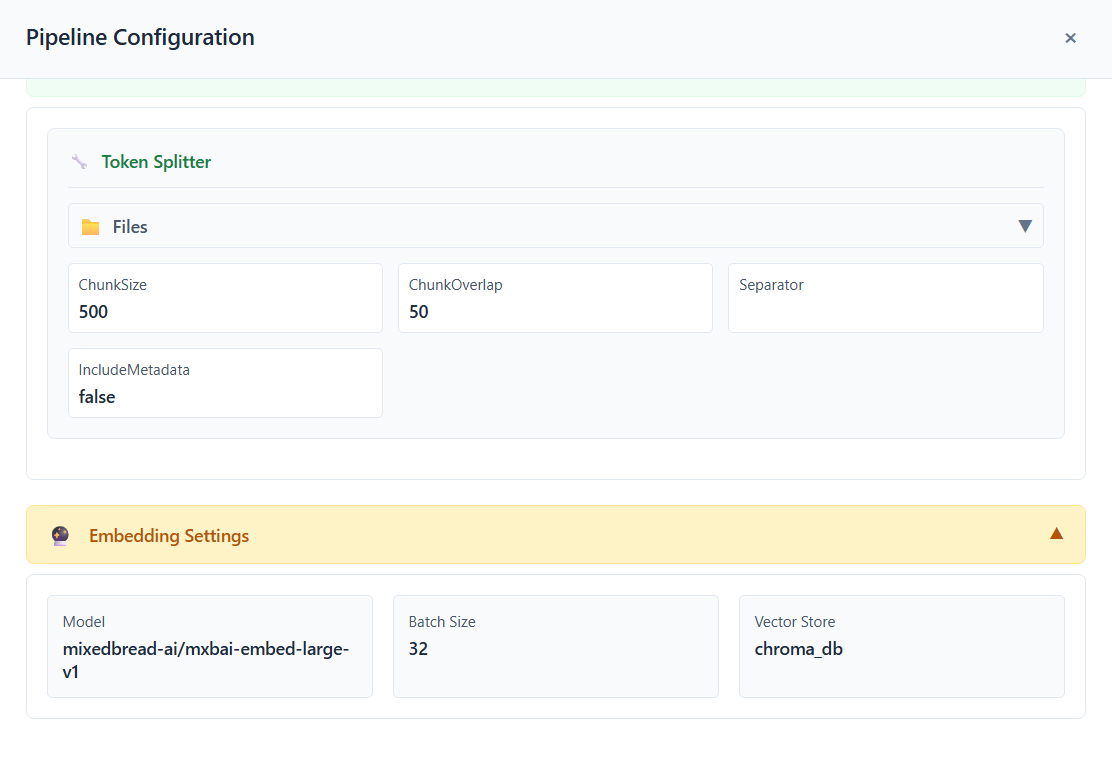 Pipeline Configuration
×
Token Splitter
Files
ChunkSize
500
ChunkOverlap
50
Separator
IncludeMetadata
false
Embedding Settings
Model
mixedbread-ai/mxbai-embed-large-
v1
Batch Size
32
Vector Store
chroma_db